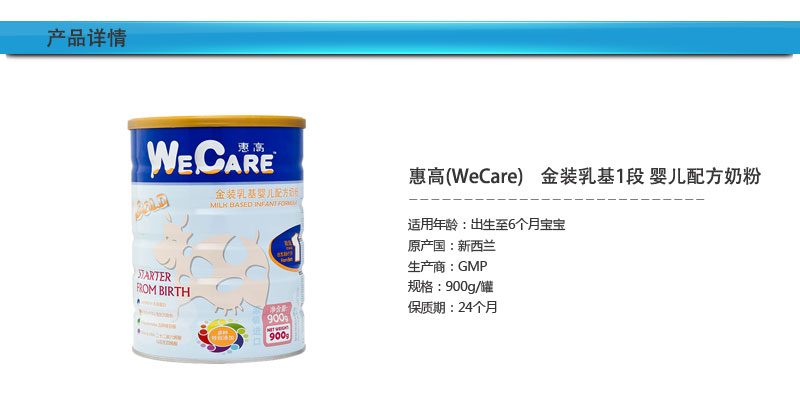 产品详情
惠高
WECARE™
金装乳基婴儿配方奶粉
MILK BASED INFANT FORMULA
GOLD
1
STARTER
FROM BIRTH
净含量:
900g
NET WEIGHT:
900g
惠高(WeCare) 金装乳基1段 婴儿配方奶粉
适用年龄：出生至6个月宝宝
原产国：新西兰
生产商：GMP
规格：900g/罐
保质期：24个月